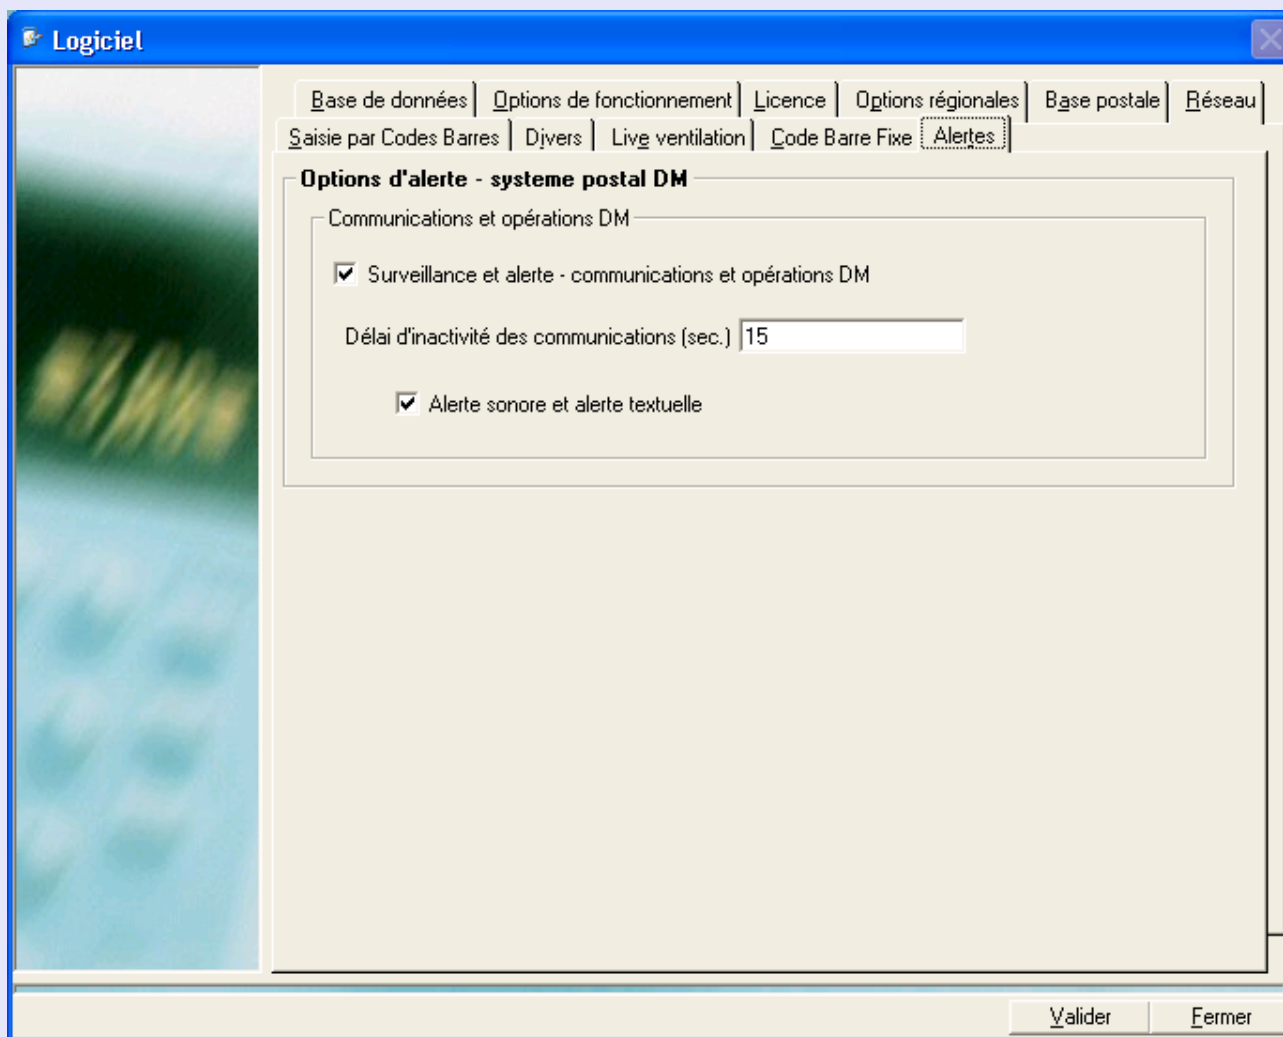 Logiciel
Base de données Options de fonctionnement Licence Options régionales Base postale Réseau
Saisie par Codes Barres Divers Live ventilation Code Barre Fixe Alertes
Options d'alerte - systeme postal DM
Communications et opérations DM
Surveillance et alerte - communications et opérations DM
Délai d'inactivité des communications (sec.) 15
Alerte sonore et alerte textuelle
Valider Fermer